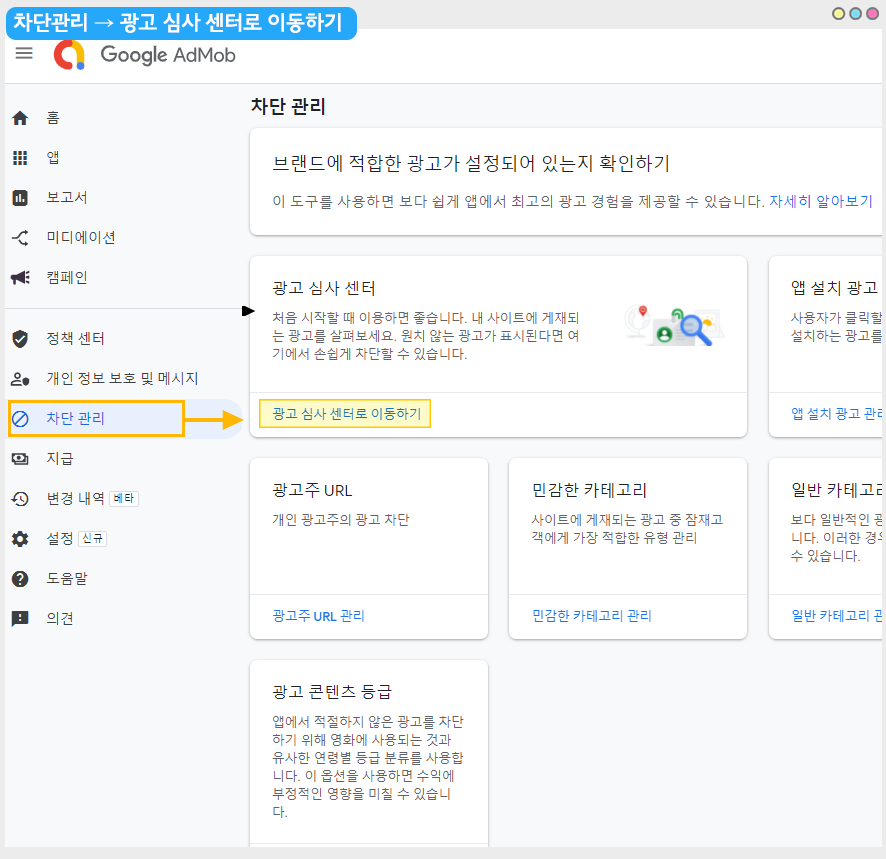 차단관리 → 광고 심사 센터로 이동하기
Google AdMob
홈
앱
보고서
미디에이션
캠페인
정책 센터
개인 정보 보호 및 메시지
차단 관리
지급
변경 내역 베타
설정 신규
도움말
의견
차단 관리
브랜드에 적합한 광고가 설정되어 있는지 확인하기
이 도구를 사용하면 보다 쉽게 앱에서 최고의 광고 경험을 제공할 수 있습니다. 자세히 알아보기
광고 심사 센터
처음 시작할 때 이용하면 좋습니다. 내 사이트에 게재되
는 광고를 살펴보세요. 원치 않는 광고가 표시된다면 여
기에서 손쉽게 차단할 수 있습니다.
광고 심사 센터로 이동하기
앱 설치 광고
사용자가 클릭할
설치하는 광고를
앱 설치 광고 관리
광고주 URL
개인 광고주의 광고 차단
광고주 URL 관리
민감한 카테고리
사이트에 게재되는 광고 중 잠재고
객에게 가장 적합한 유형 관리
민감한 카테고리 관리
일반 카테고리
보다 일반적인 광
니다. 이러한 경우
수 있습니다.
일반 카테고리 관
광고 콘텐츠 등급
앱에서 적절하지 않은 광고를 차단
하기 위해 영화에 사용되는 것과
유사한 연령별 등급 분류를 사용합
니다. 이 옵션을 사용하면 수익에
부정적인 영향을 미칠 수 있습니
다.